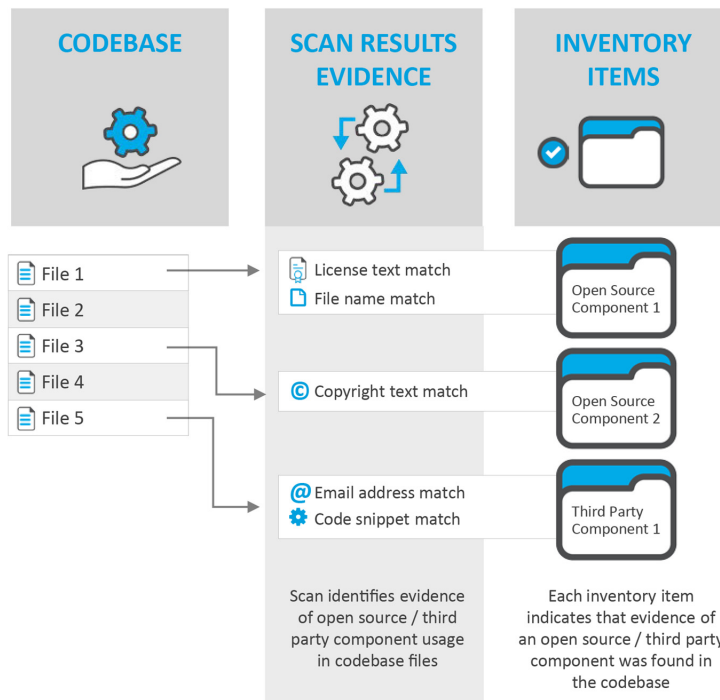 CODEBASE
SCAN RESULTS
EVIDENCE
INVENTORY
ITEMS
File 1
File 2
File 3
File 4
File 5
License text match
File name match
© Copyright text match
@ Email address match
Code snippet match
Open Source
Component 1
Open Source
Component 2
Third Party
Component 1
Scan identifies evidence
of open source / third
party component usage
in codebase files
Each inventory item
indicates that evidence of
an open source / third party
component was found in
the codebase